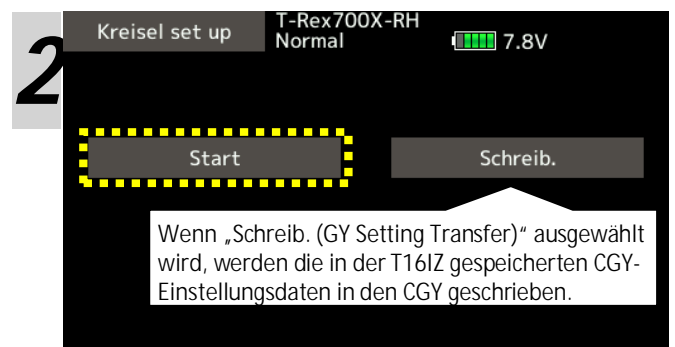 2
Kreisel set up
T-Rex700X-RH
Normal
7.8V
Start
Schreib.
Wenn „Schreib. (GY Setting Transfer)“ ausgewählt
wird, werden die in der T16IZ gespeicherten CGY-
Einstellungsdaten in den CGY geschrieben.